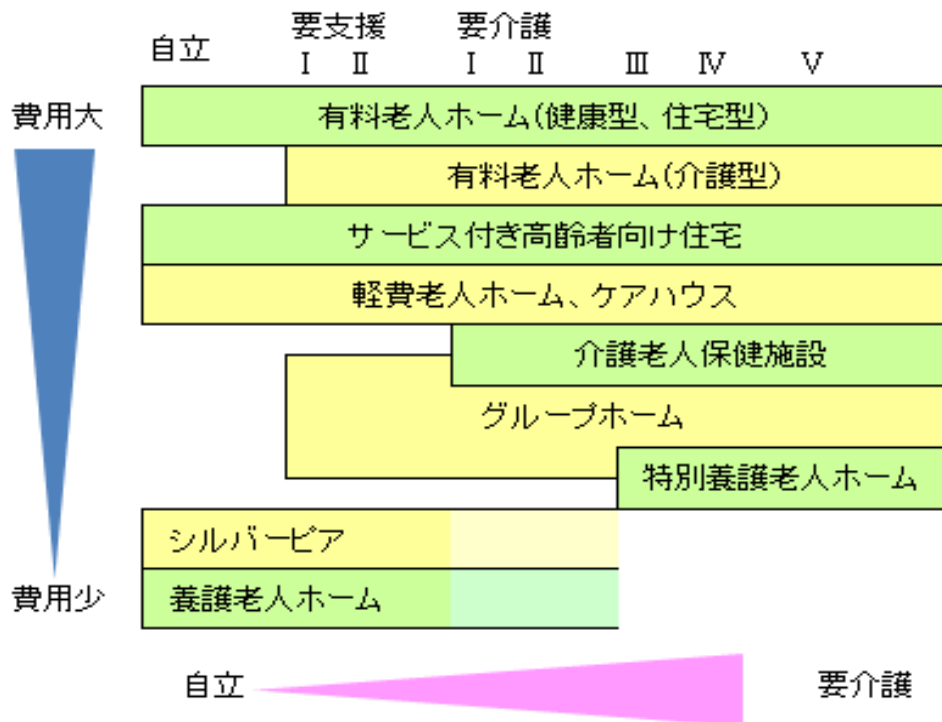 自立 要支援 要介護
Ⅰ Ⅱ Ⅰ Ⅱ Ⅲ Ⅳ Ⅴ
費用大
有料老人ホーム(健康型、住宅型)
有料老人ホーム(介護型)
サービス付き高齢者向け住宅
軽費老人ホーム、ケアハウス
介護老人保健施設
グループホーム
特別養護老人ホーム
シルバーピア
費用少
養護老人ホーム
自立 要介護